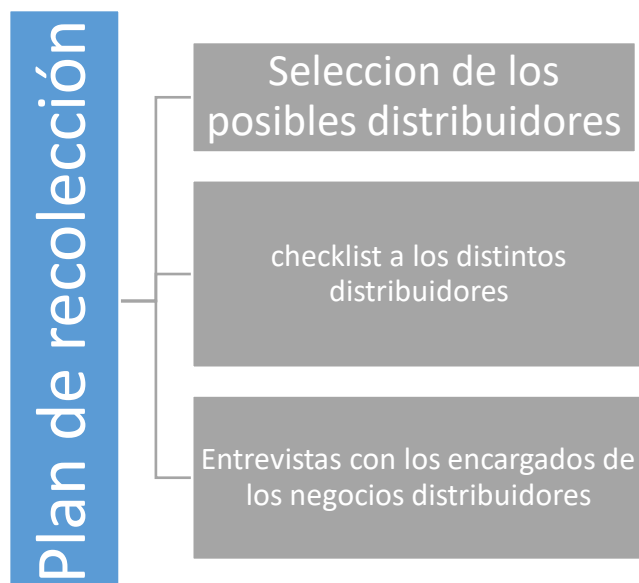 Plan de recolección
Seleccion de los
posibles distribuidores
checklist a los distintos
distribuidores
Entrevistas con los encargados de
los negocios distribuidores